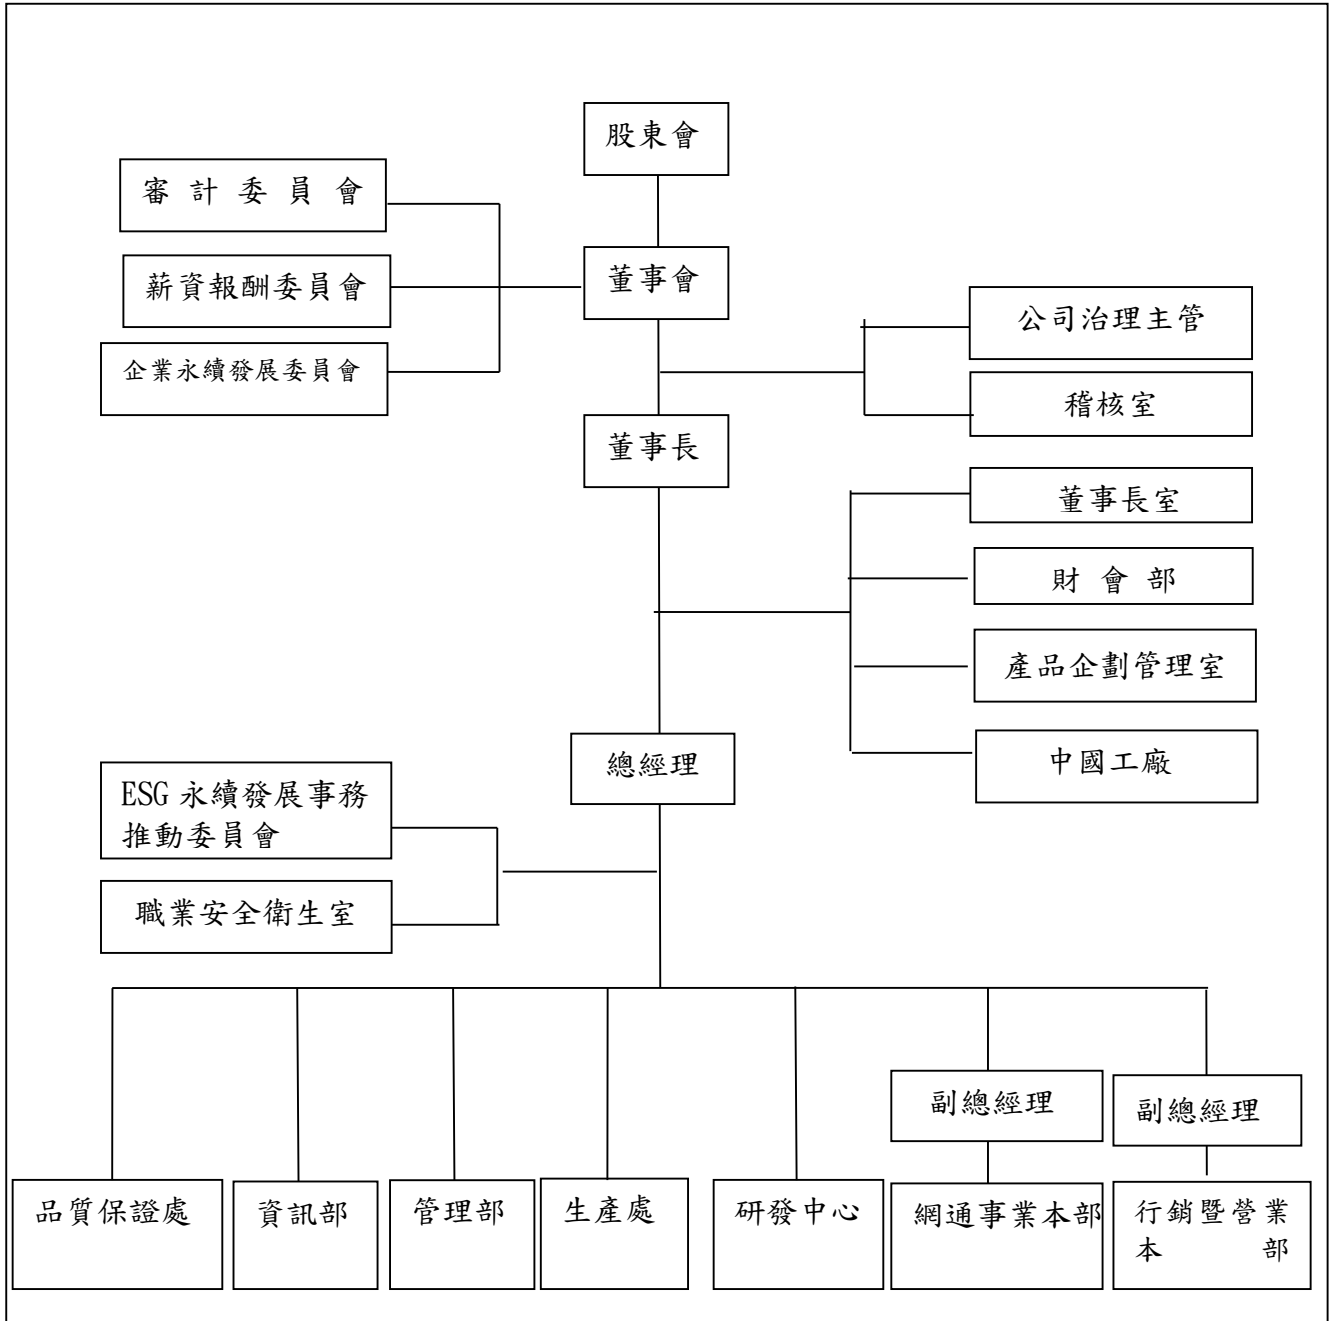 股東會
審計委員會
薪資報酬委員會
企業永續發展委員會
董事會
公司治理主管
稽核室
董事長
董事長室
財會部
產品企劃管理室
中國工廠
總經理
ESG 永續發展事務
推動委員會
職業安全衛生室
副總經理
副總經理
品質保證處
資訊部
管理部
生產處
研發中心
網通事業本部
行銷暨營業
本部